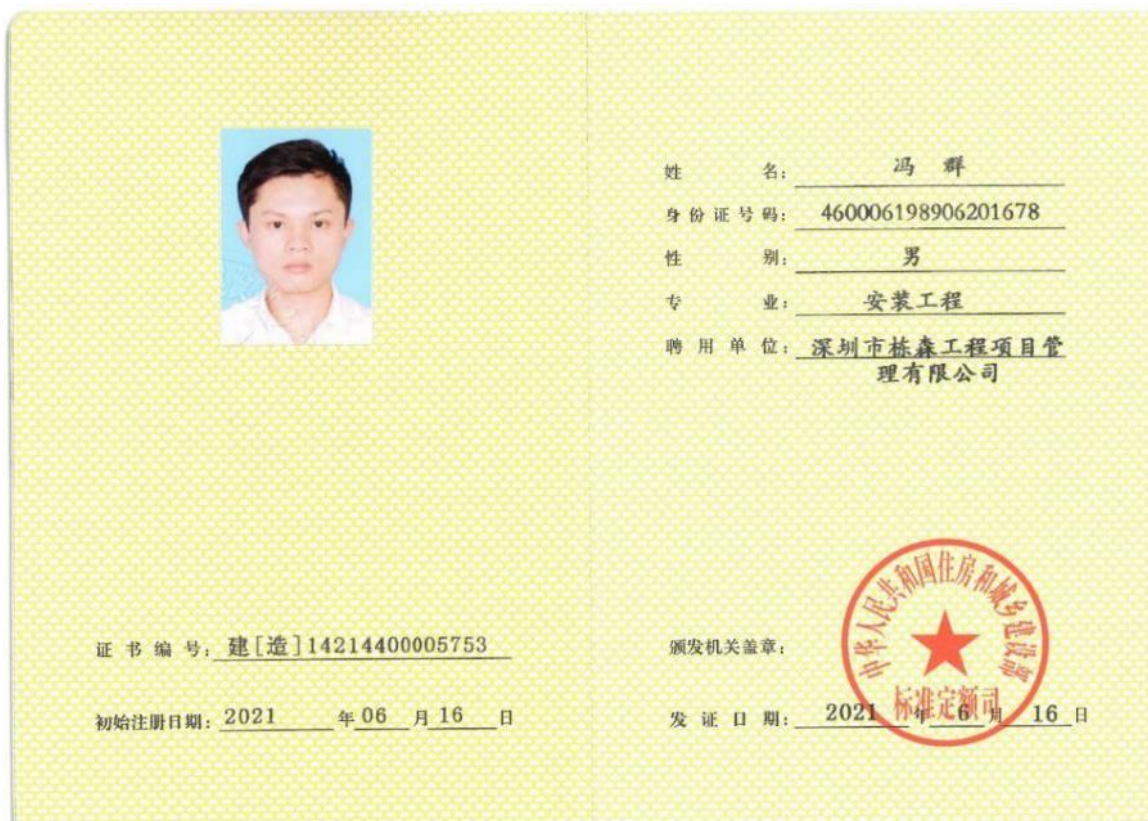 姓名：冯群
身份证号码：460006198906201678
性别：男
专业：安装工程
聘用单位：深圳市栋森工程项目管
理有限公司
证书编号：建[造]14214400005753
初始注册日期：2021年06月16日
颁发机关盖章：
中华人民共和国住房和城乡建设部
标准定额司
发证日期：2021年6月16日